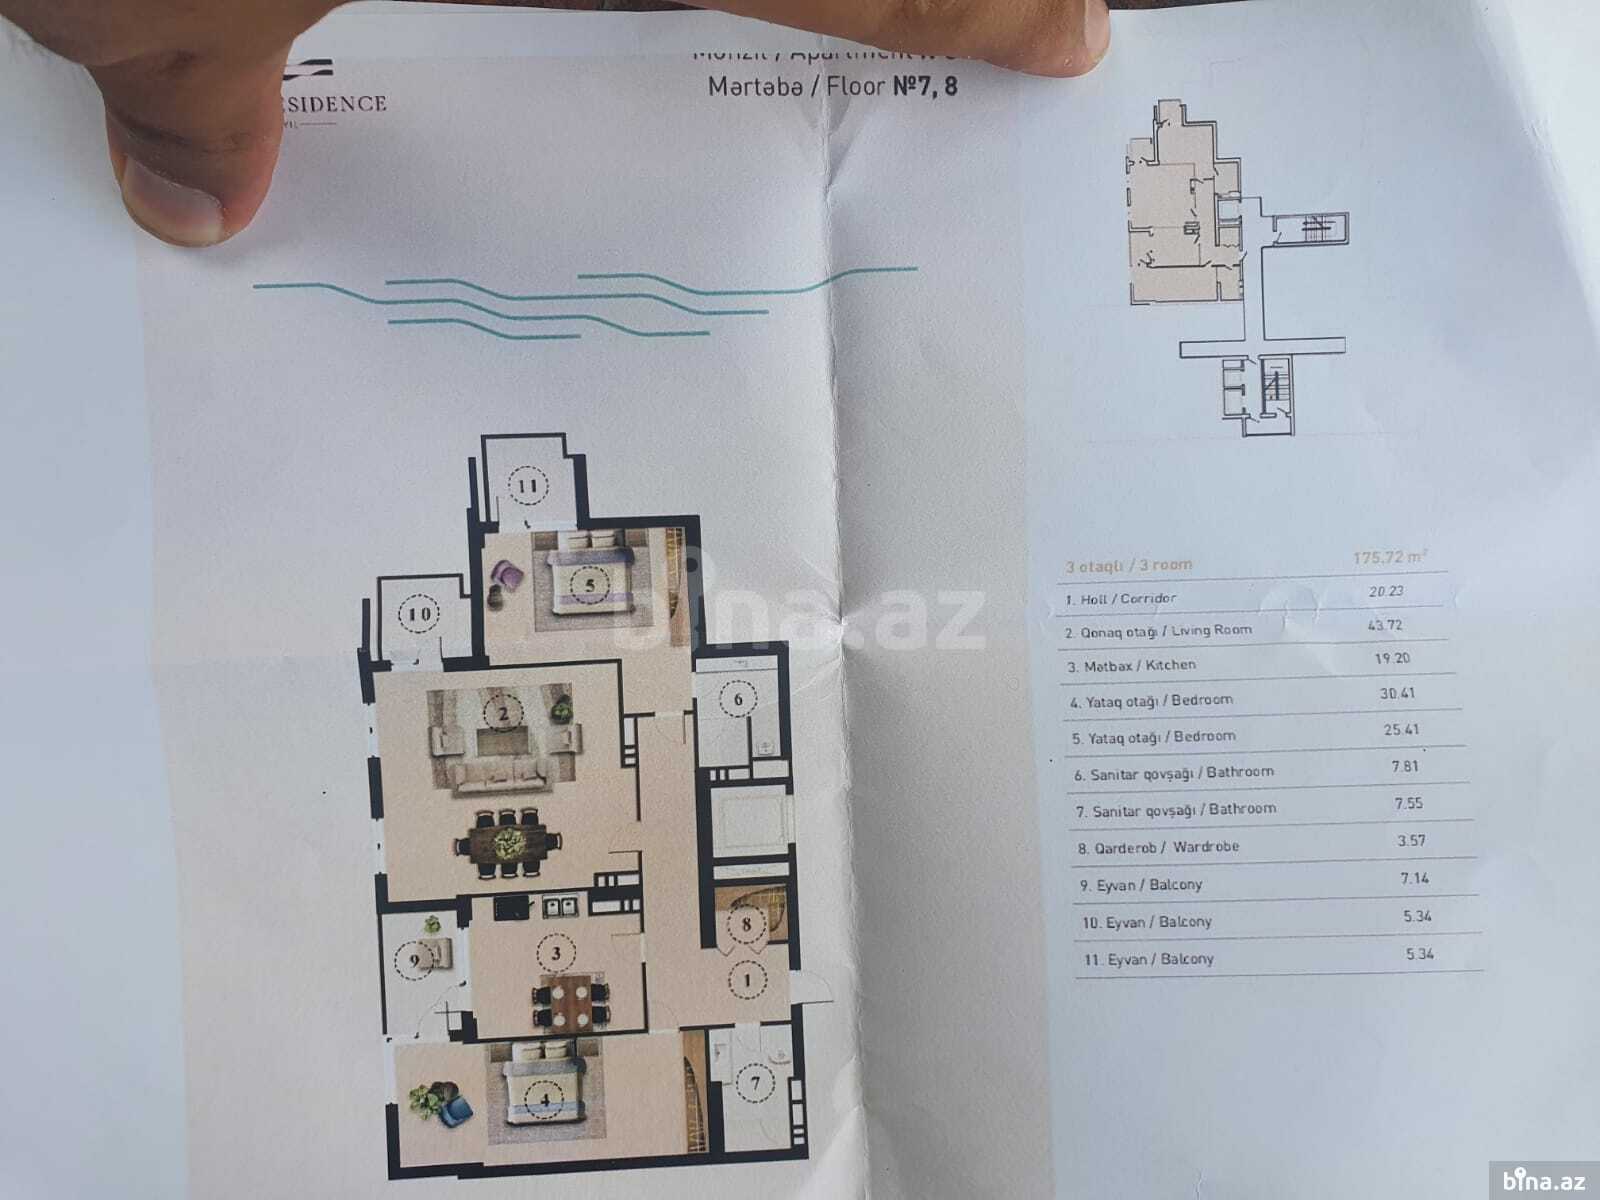 ESIDENCE
Mənzil / Apartment
Mərtəbə / Floor №7, 8
11
10
5
2
6
8
9
3
1
7
4
bina.az
3 otaqlı / 3 room 175.72 m²
1. Holl / Corridor 20.23
2. Qonaq otağı / Living Room 43.72
3. Mətbəx / Kitchen 19.20
4. Yataq otağı / Bedroom 30.41
5. Yataq otağı / Bedroom 25.41
6. Sanitar qovşağı / Bathroom 7.81
7. Sanitar qovşağı / Bathroom 7.55
8. Qarderob / Wardrobe 3.57
9. Eyvan / Balcony 7.14
10. Eyvan / Balcony 5.34
11. Eyvan / Balcony 5.34
bina.az